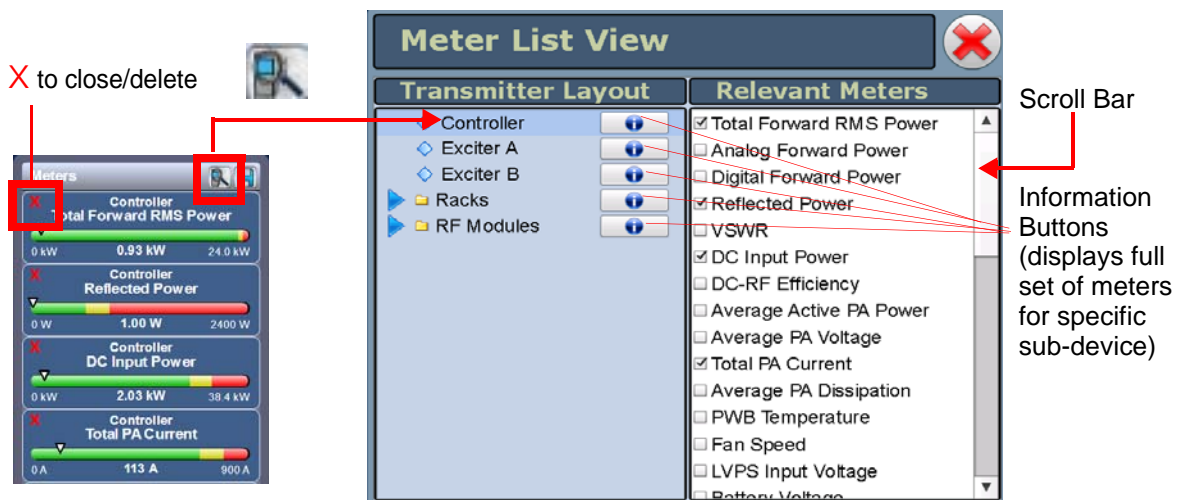 X to close/delete
Meters
X
Controller
Total Forward RMS Power
0 kW 0.93 kW 24.0 kW
X
Controller
Reflected Power
0 W 1.00 W 2400 W
X
Controller
DC Input Power
0 kW 2.03 kW 38.4 kW
X
Controller
Total PA Current
0 A 113 A 900 A
Meter List View
Transmitter Layout
Controller
Exciter A
Exciter B
Racks
RF Modules
Relevant Meters
Total Forward RMS Power
Analog Forward Power
Digital Forward Power
Reflected Power
VSWR
DC Input Power
DC-RF Efficiency
Average Active PA Power
Average PA Voltage
Total PA Current
Average PA Dissipation
PWB Temperature
Fan Speed
LVPS Input Voltage
Battery Voltage
Scroll Bar
Information
Buttons
(displays full
set of meters
for specific
sub-device)